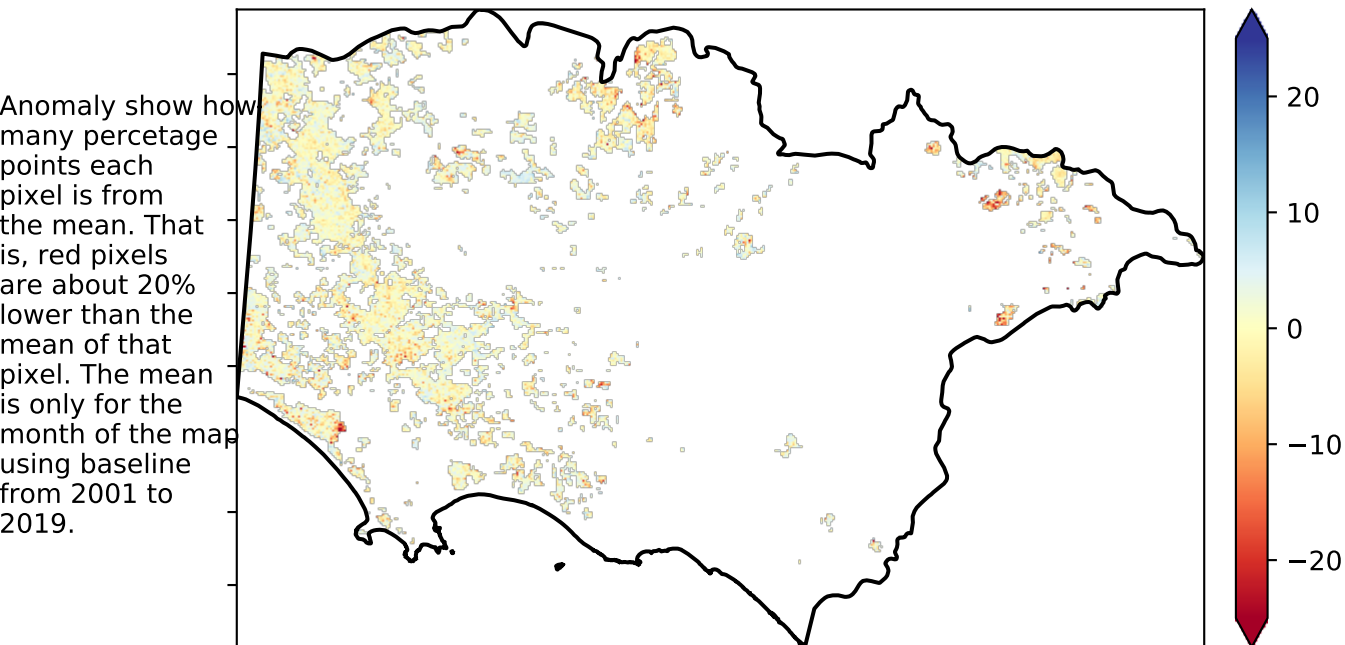 Anomaly show how
many percetage
points each
pixel is from
the mean. That
is, red pixels
are about 20%
lower than the
mean of that
pixel. The mean
is only for the
month of the map
using baseline
from 2001 to
2019.
20
10
0
−10
−20